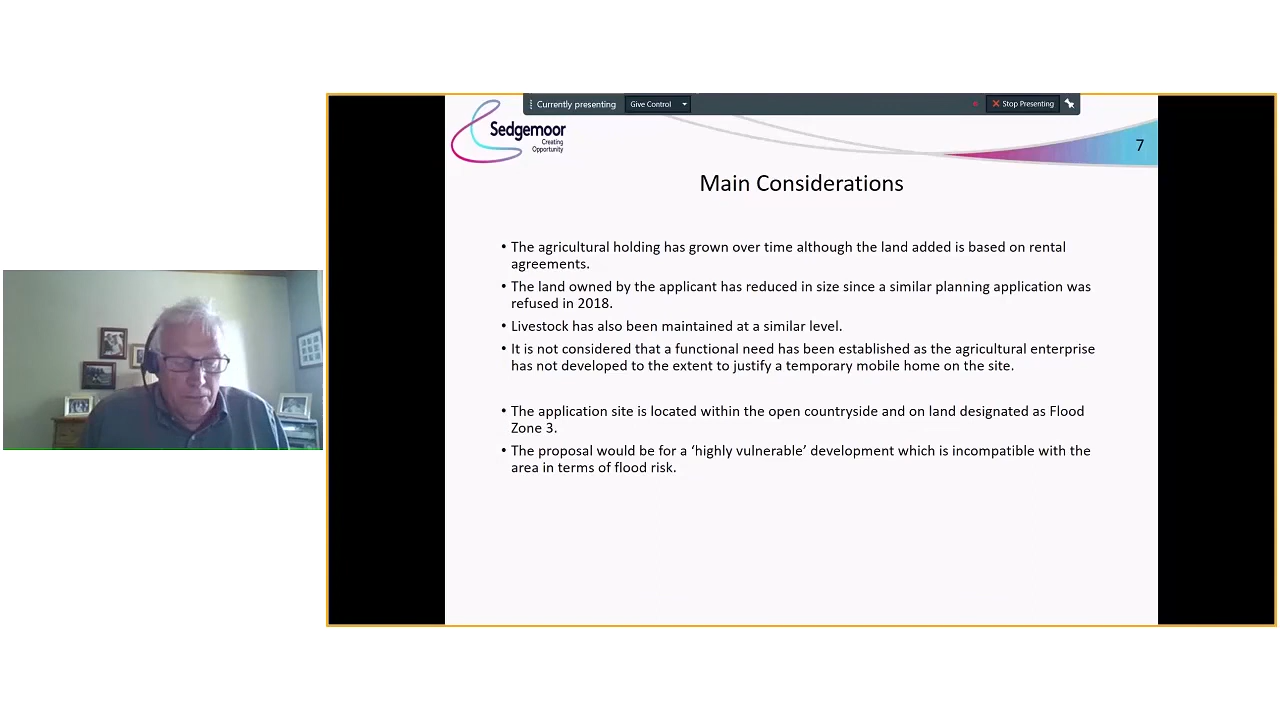 Currently presenting
Give Control
Stop Presenting
Sedgemoor
Creating
Opportunity
7
Main Considerations
• The agricultural holding has grown over time although the land added is based on rental
agreements.
• The land owned by the applicant has reduced in size since a similar planning application was
refused in 2018.
• Livestock has also been maintained at a similar level.
• It is not considered that a functional need has been established as the agricultural enterprise
has not developed to the extent to justify a temporary mobile home on the site.
• The application site is located within the open countryside and on land designated as Flood
Zone 3.
• The proposal would be for a ‘highly vulnerable’ development which is incompatible with the
area in terms of flood risk.